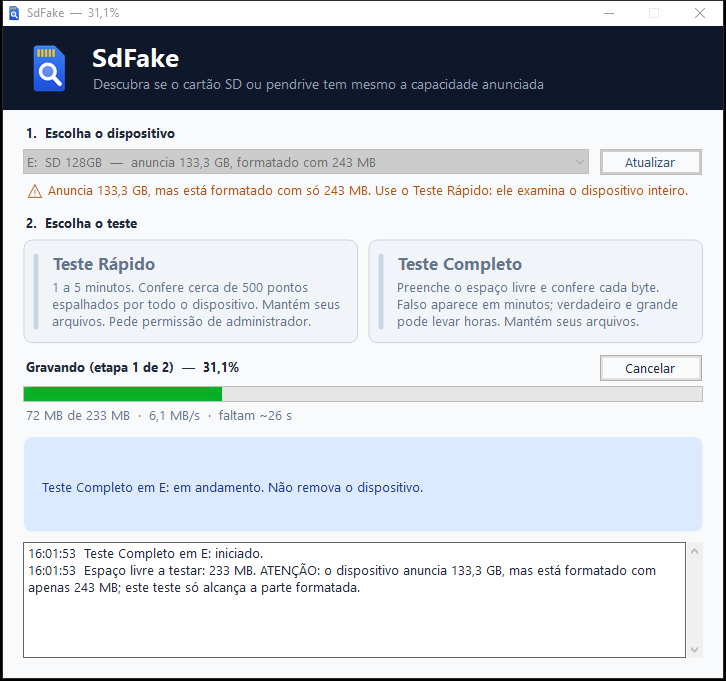 SdFake — 31,1%
SdFake
Descubra se o cartão SD ou pendrive tem mesmo a capacidade anunciada
1. Escolha o dispositivo
E: SD 128GB — anuncia 133,3 GB, formatado com 243 MB
Atualizar
Anuncia 133,3 GB, mas está formatado com só 243 MB. Use o Teste Rápido: ele examina o dispositivo inteiro.
2. Escolha o teste
Teste Rápido
1 a 5 minutos. Confere cerca de 500 pontos
espalhados por todo o dispositivo. Mantém seus
arquivos. Pede permissão de administrador.
Teste Completo
Preenche o espaço livre e confere cada byte.
Falso aparece em minutos; verdadeiro e grande
pode levar horas. Mantém seus arquivos.
Gravando (etapa 1 de 2) — 31,1%
Cancelar
72 MB de 233 MB · 6,1 MB/s · faltam ~26 s
Teste Completo em E: em andamento. Não remova o dispositivo.
16:01:53 Teste Completo em E: iniciado.
16:01:53 Espaço livre a testar: 233 MB. ATENÇÃO: o dispositivo anuncia 133,3 GB, mas está formatado com
apenas 243 MB; este teste só alcança a parte formatada.